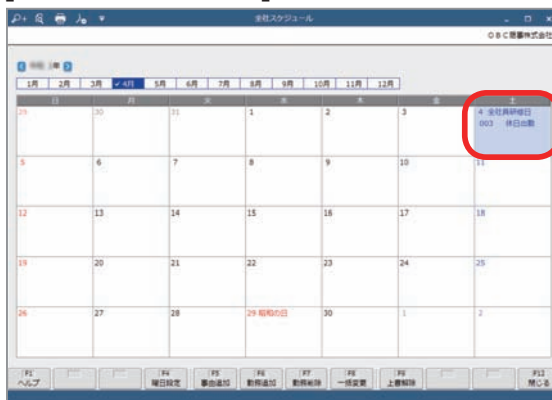 全社スケジュール
OBC商事株式会社
1年
1月 2月 3月 ✓4月 5月 6月 7月 8月 9月 10月 11月 12月
日 月 火 水 木 金 土
29 30 31 1 2 3 4 全社員研修日
003 休日出勤
5 6 7 8 9 10 11
12 13 14 15 16 17 18
19 20 21 22 23 24 25
26 27 28 29 昭和の日 30 1 2
F1 F4 F5 F6 F7 F8 F9 F12
ヘルプ 曜日設定 事由追加 勤務追加 勤務削除 一括変更 上書解除 閉じる